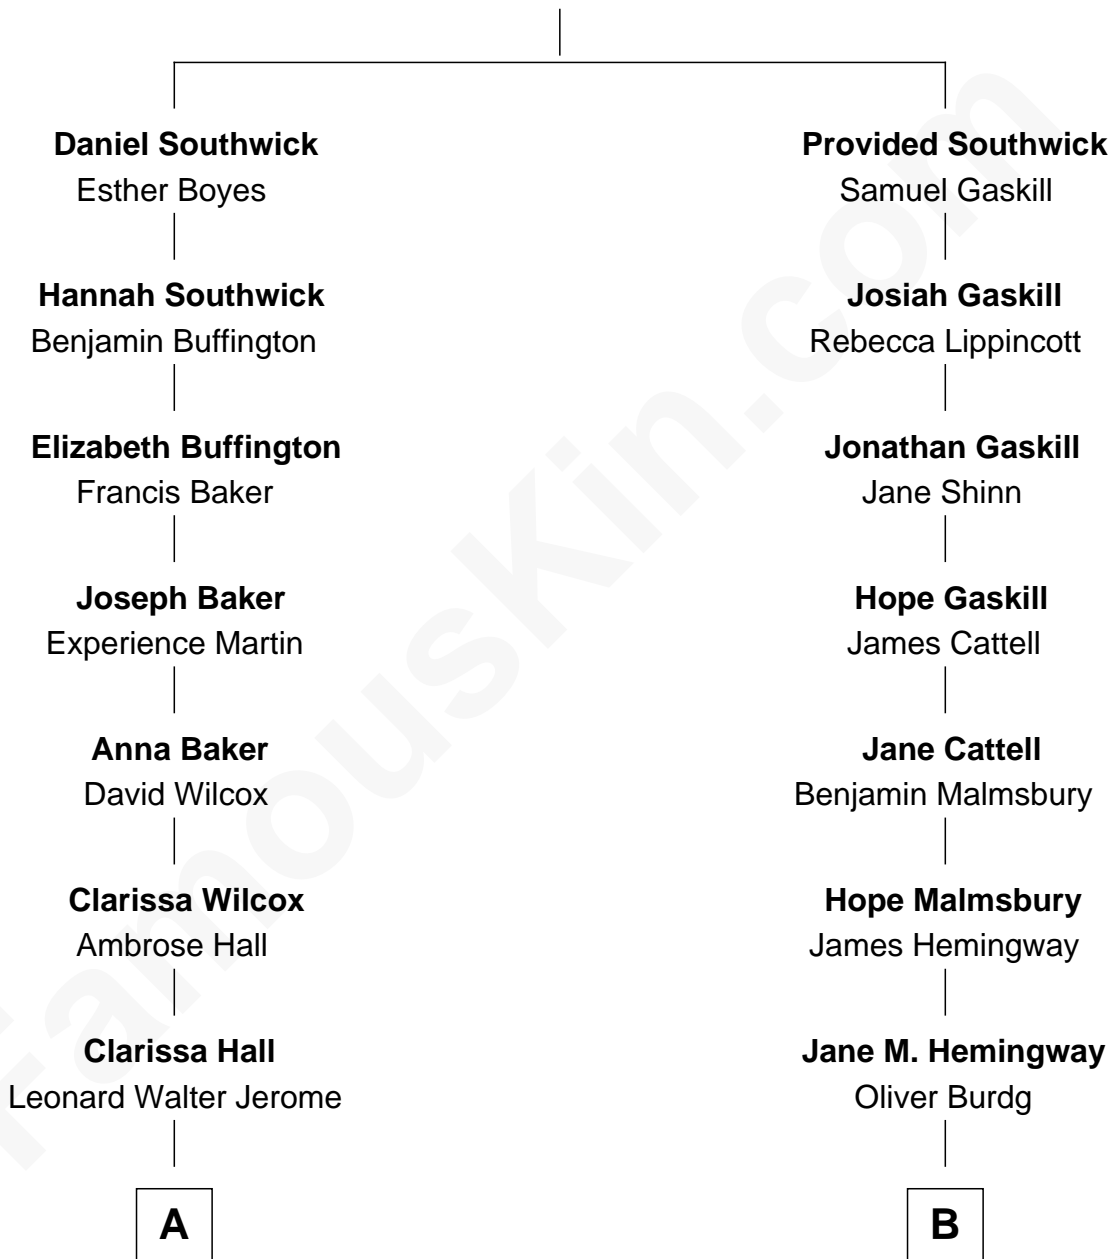 Daniel Southwick
Esther Boyes
Hannah Southwick
Benjamin Buffington
Elizabeth Buffington
Francis Baker
Joseph Baker
Experience Martin
Anna Baker
David Wilcox
Clarissa Wilcox
Ambrose Hall
Clarissa Hall
Leonard Walter Jerome
A
Provided Southwick
Samuel Gaskill
Josiah Gaskill
Rebecca Lippincott
Jonathan Gaskill
Jane Shinn
Hope Gaskill
James Cattell
Jane Cattell
Benjamin Malmsbury
Hope Malmsbury
James Hemingway
Jane M. Hemingway
Oliver Burdg
B
FamousKin.com